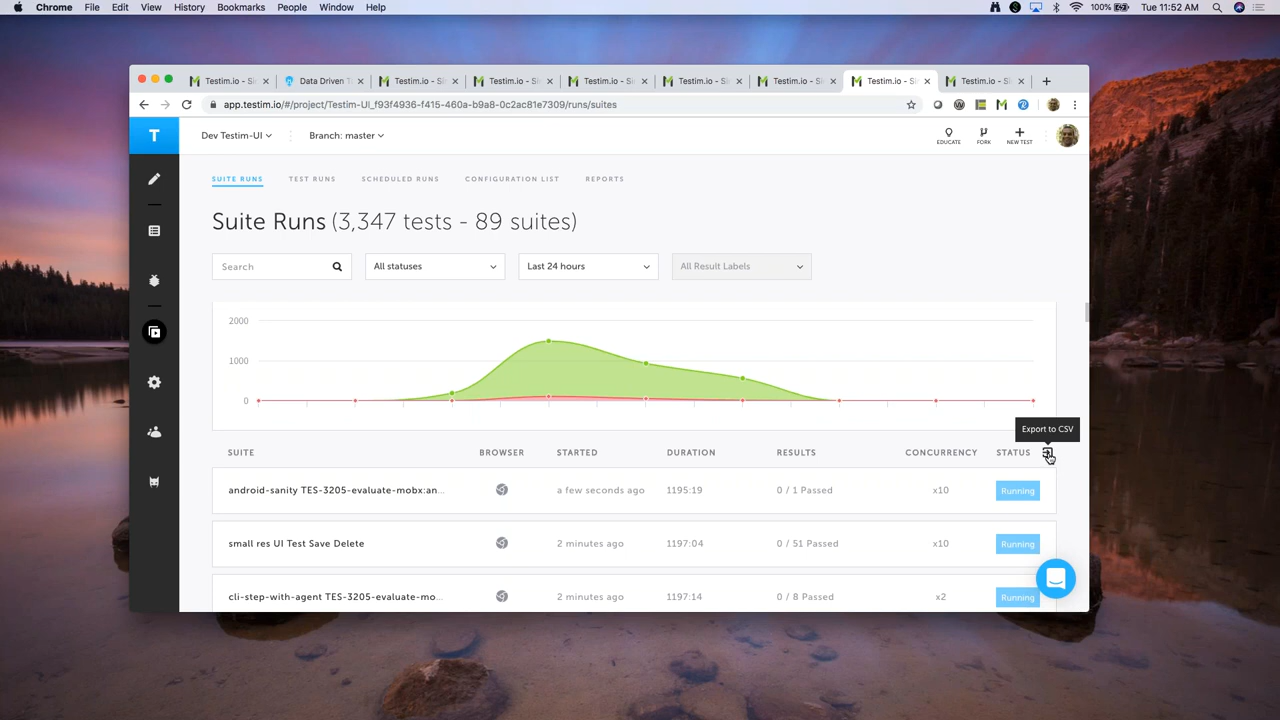 Chrome File Edit View History Bookmarks People Window Help 100% Tue 11:52 AM
Testim.io - S Data Driven T Testim.io - S Testim.io - S Testim.io - S Testim.io - S Testim.io - S Testim.io - S Testim.io - S
app.testim.io/#/project/Testim-UI_f93f4936-f415-460a-b9a8-0c2ac81e7309/runs/suites
T Dev Testim-UI Branch: master EDUCATE FORK NEW TEST
SUITE RUNS TEST RUNS SCHEDULED RUNS CONFIGURATION LIST REPORTS
Suite Runs (3,347 tests - 89 suites)
Search All statuses Last 24 hours All Result Labels
2000
1000
0
Export to CSV
SUITE BROWSER STARTED DURATION RESULTS CONCURRENCY STATUS
android-sanity TES-3205-evaluate-mobx:an... a few seconds ago 1195:19 0 / 1 Passed x10 Running
small res UI Test Save Delete 2 minutes ago 1197:04 0 / 51 Passed x10 Running
cli-step-with-agent TES-3205-evaluate-mo... 2 minutes ago 1197:14 0 / 8 Passed x2 Running